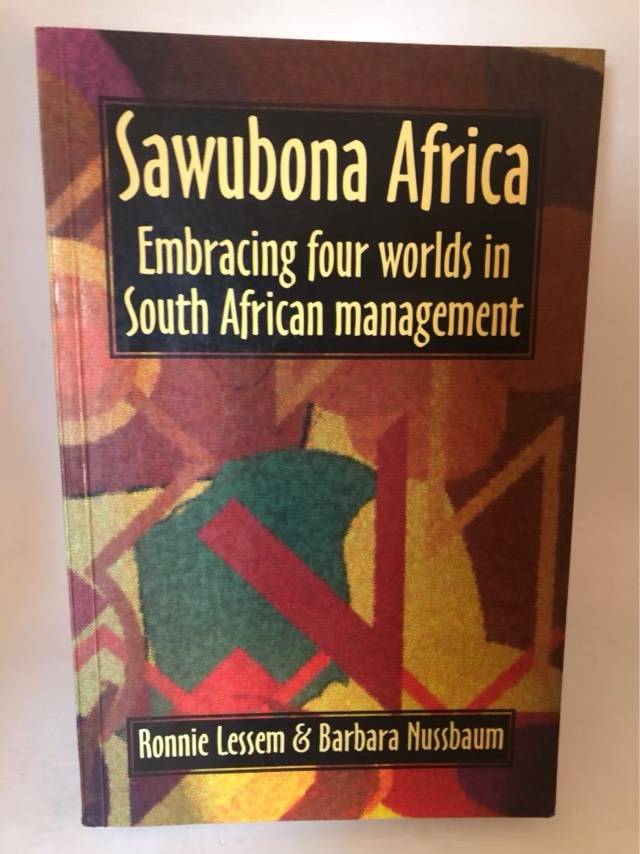 Sawubona Africa
Embracing four worlds in
South African management
Ronnie Lessem & Barbara Nussbaum